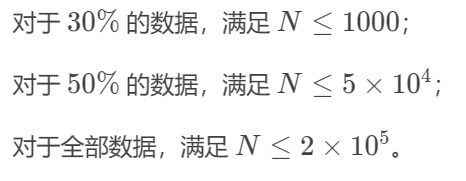 对于 30% 的数据，满足 N ≤ 1000；
对于 50% 的数据，满足 N ≤ 5 × 10⁴；
对于全部数据，满足 N ≤ 2 × 10⁵。